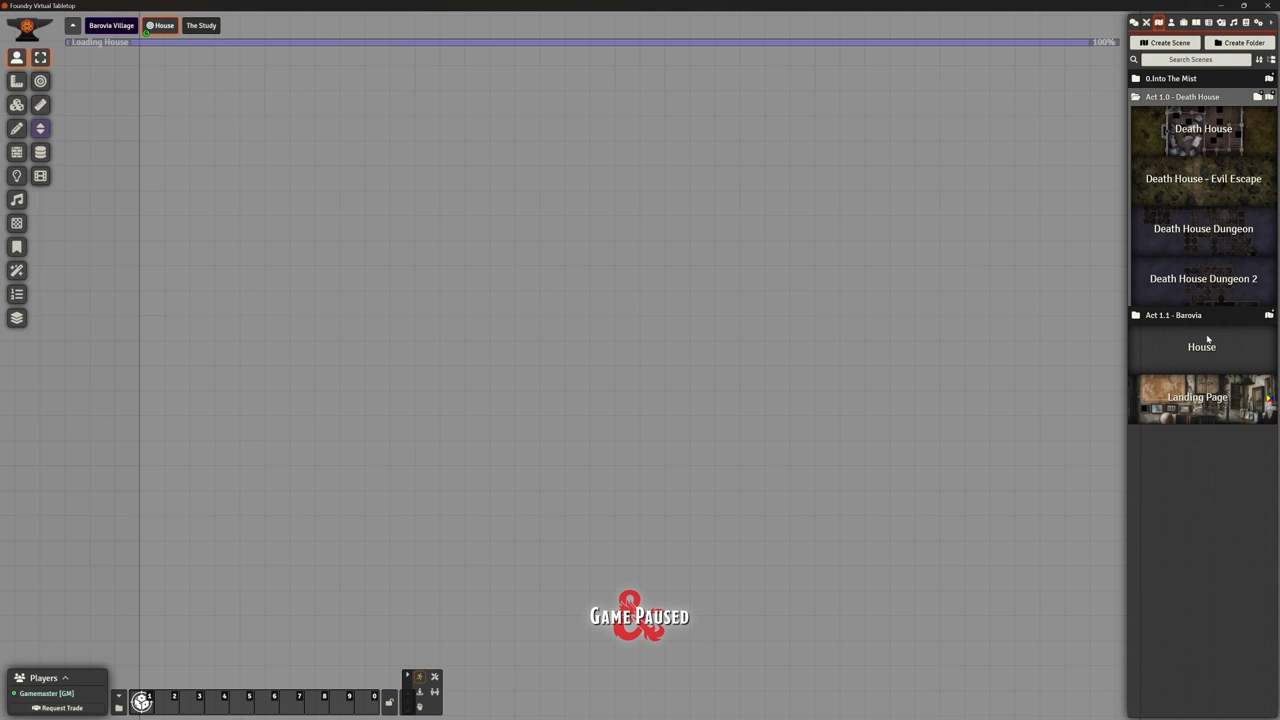 Foundry Virtual Tabletop
Barovia Village
House
The Study
Loading House
100%
Create Scene
Create Folder
Search Scenes
0.Into The Mist
Act 1.0 - Death House
Death House
Death House - Evil Escape
Death House Dungeon
Death House Dungeon 2
Act 1.1 - Barovia
House
Landing Page
GAME PAUSED
Players
Gamemaster [GM]
Request Trade
1 2 3 4 5 6 7 8 9 0